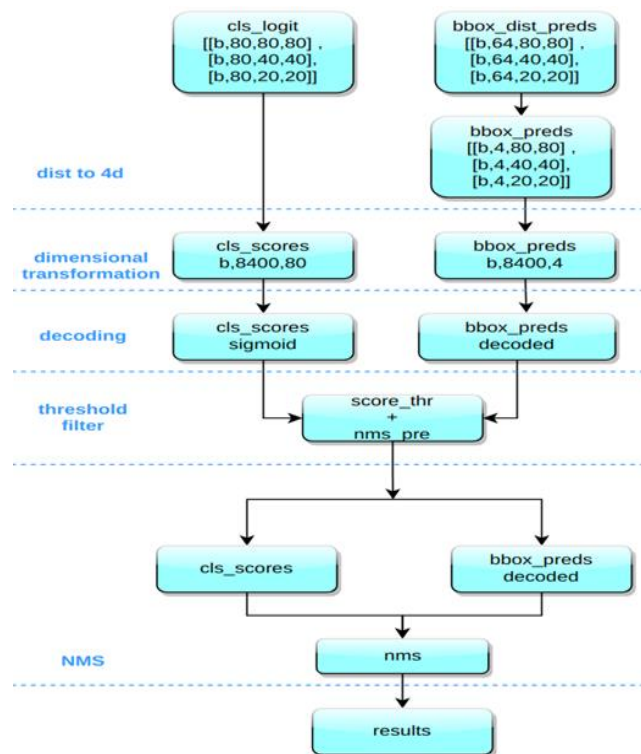 cls_logit
[[b,80,80,80] ,
[b,80,40,40],
[b,80,20,20]]
bbox_dist_preds
[[b,64,80,80] ,
[b,64,40,40],
[b,64,20,20]]
bbox_preds
[[b,4,80,80] ,
[b,4,40,40],
[b,4,20,20]]
dist to 4d
dimensional
transformation
cls_scores
b,8400,80
bbox_preds
b,8400,4
decoding
cls_scores
sigmoid
bbox_preds
decoded
threshold
filter
score_thr
+
nms_pre
cls_scores
bbox_preds
decoded
NMS
nms
results